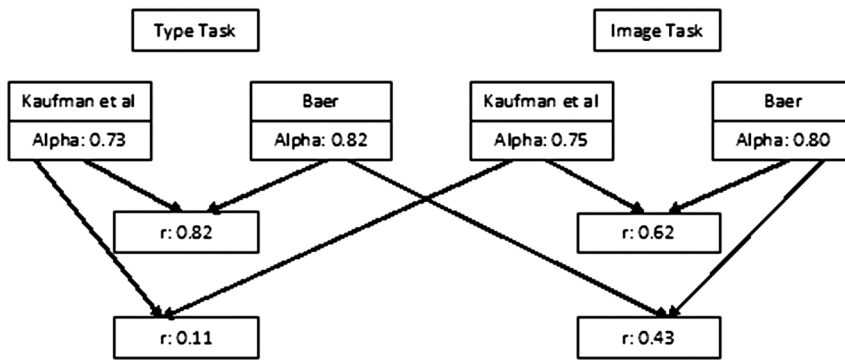 Type Task
Image Task
Kaufman et al
Baer
Kaufman et al
Baer
Alpha: 0.73
Alpha: 0.82
Alpha: 0.75
Alpha: 0.80
r: 0.82
r: 0.62
r: 0.11
r: 0.43